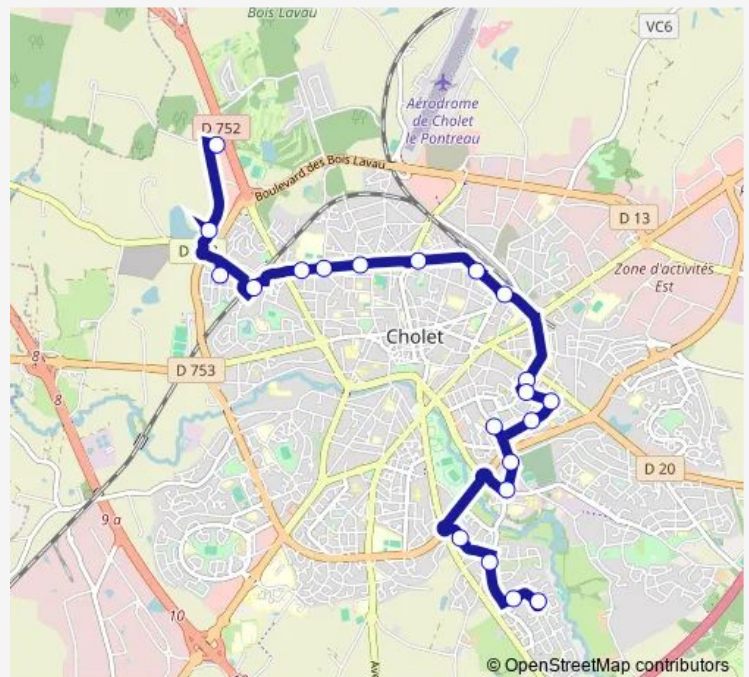 Bois Lavau
VC6
D 752
Aérodrome
de Cholet
le Pontreau
Boulevard des Bois Lavau
D 13
D
Zone d'activités
Est
Cholet
8
D 753
8
D 20
9 a
10
© OpenStreetMap contributors